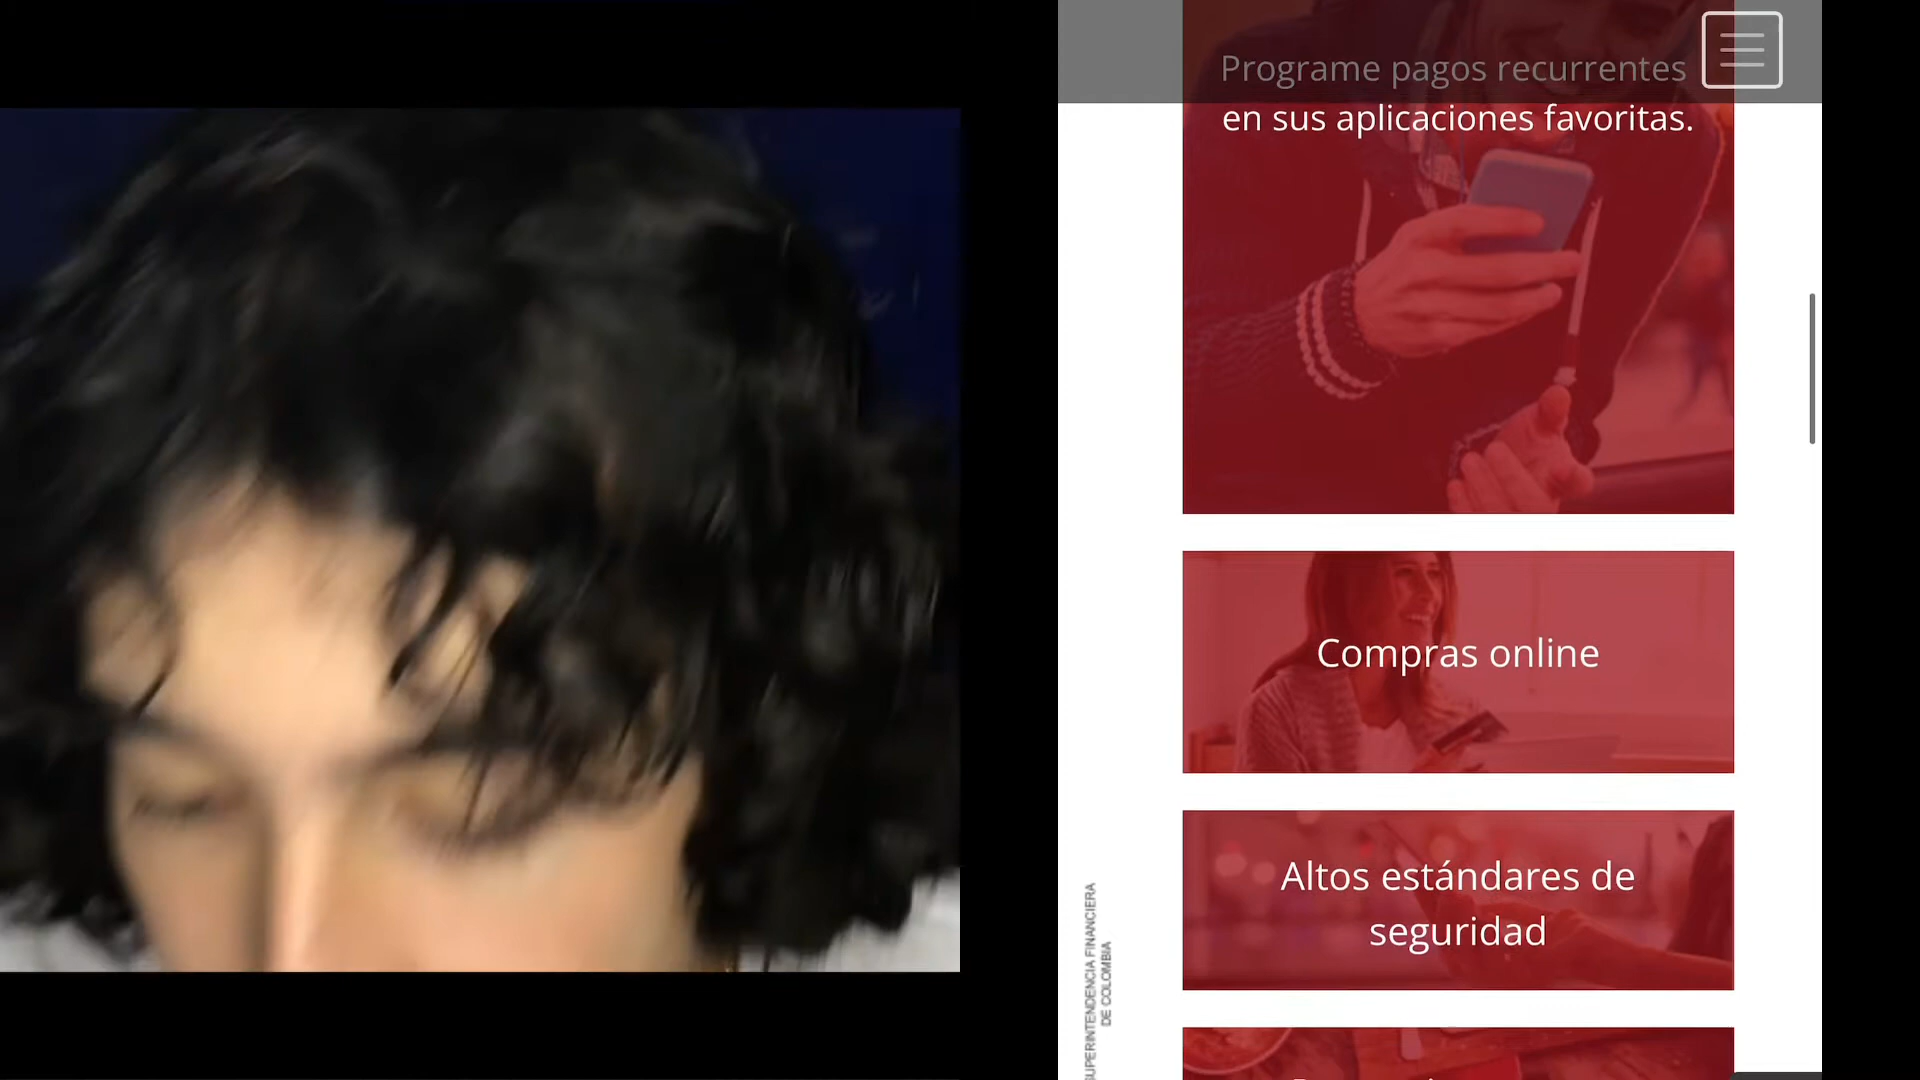 Programe pagos recurrentes
en sus aplicaciones favoritas.
Compras online
Altos estándares de
seguridad
SUPERINTENDENCIA FINANCIERA
DE COLOMBIA